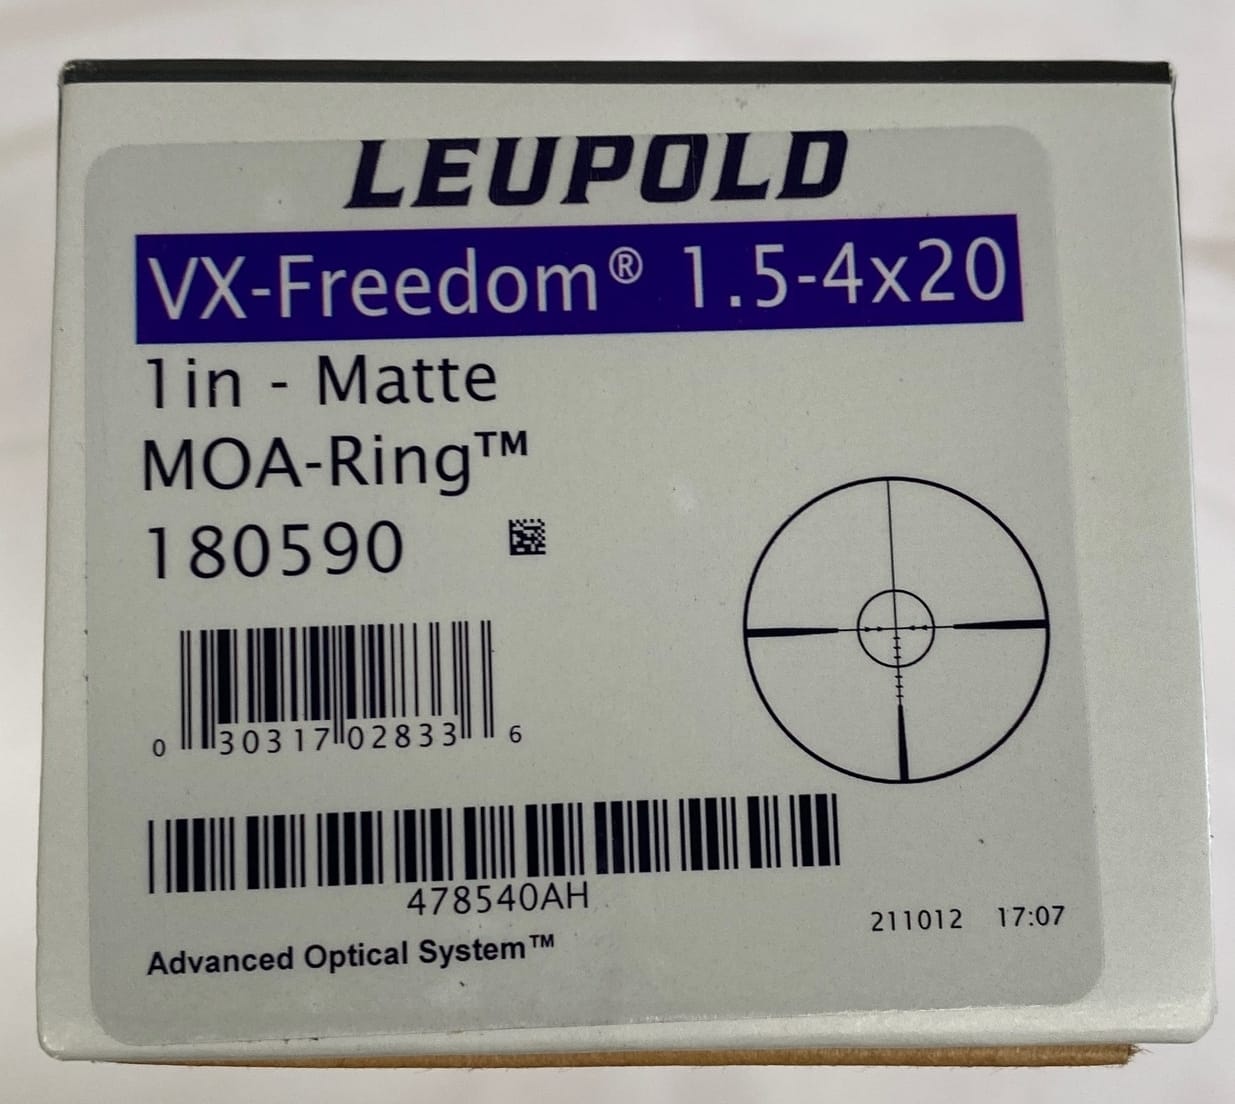 LEUPOLD
VX-Freedom® 1.5-4x20
1in - Matte
MOA-Ring™
180590
0 30317 02833 6
478540AH
211012 17:07
Advanced Optical System™